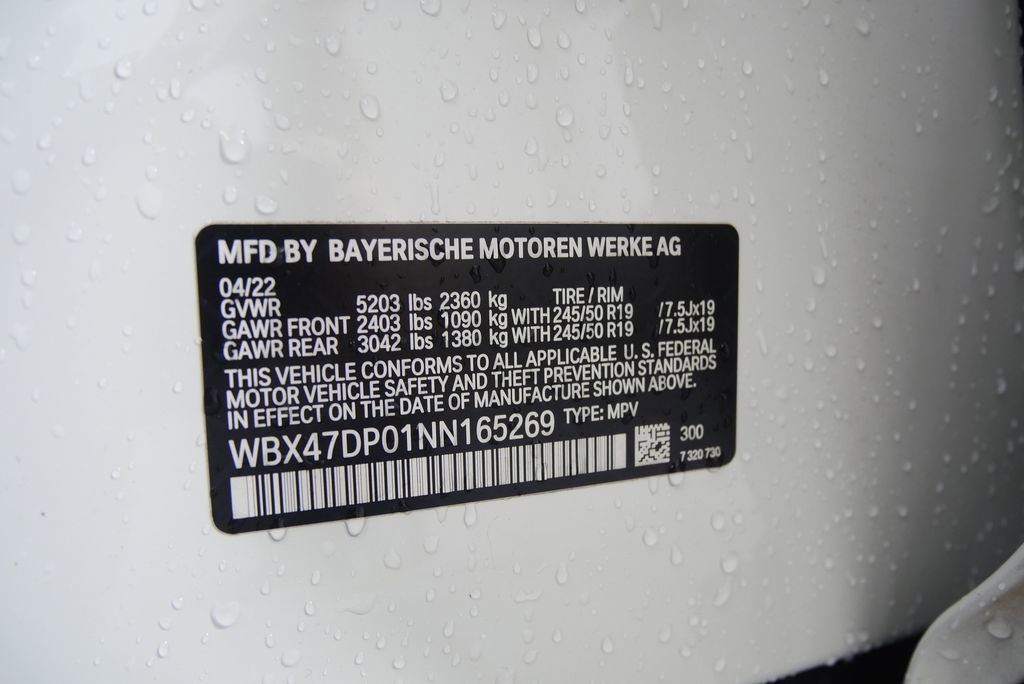 MFD BY BAYERISCHE MOTOREN WERKE AG
04/22
GVWR 5203 lbs 2360 kg TIRE / RIM
GAWR FRONT 2403 lbs 1090 kg WITH 245/50 R19 /7.5Jx19
GAWR REAR 3042 lbs 1380 kg WITH 245/50 R19 /7.5Jx19
THIS VEHICLE CONFORMS TO ALL APPLICABLE U.S. FEDERAL
MOTOR VEHICLE SAFETY AND THEFT PREVENTION STANDARDS
IN EFFECT ON THE DATE OF MANUFACTURE SHOWN ABOVE.
WBX47DP01NN165269 TYPE: MPV
300
7 320 730